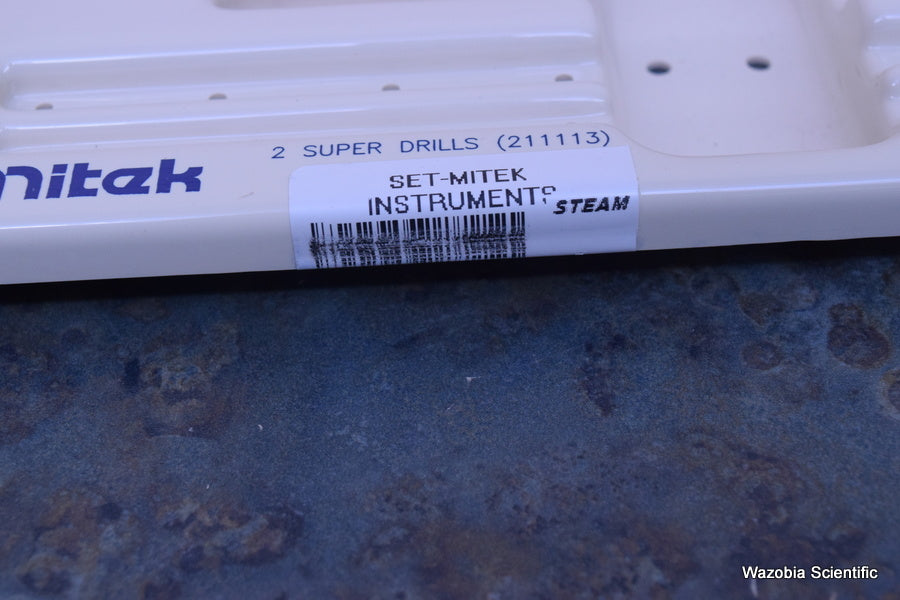 2 SUPER DRILLS (211113)
mitek
SET-MITEK
INSTRUMENTS
STEAM
Wazobia Scientific